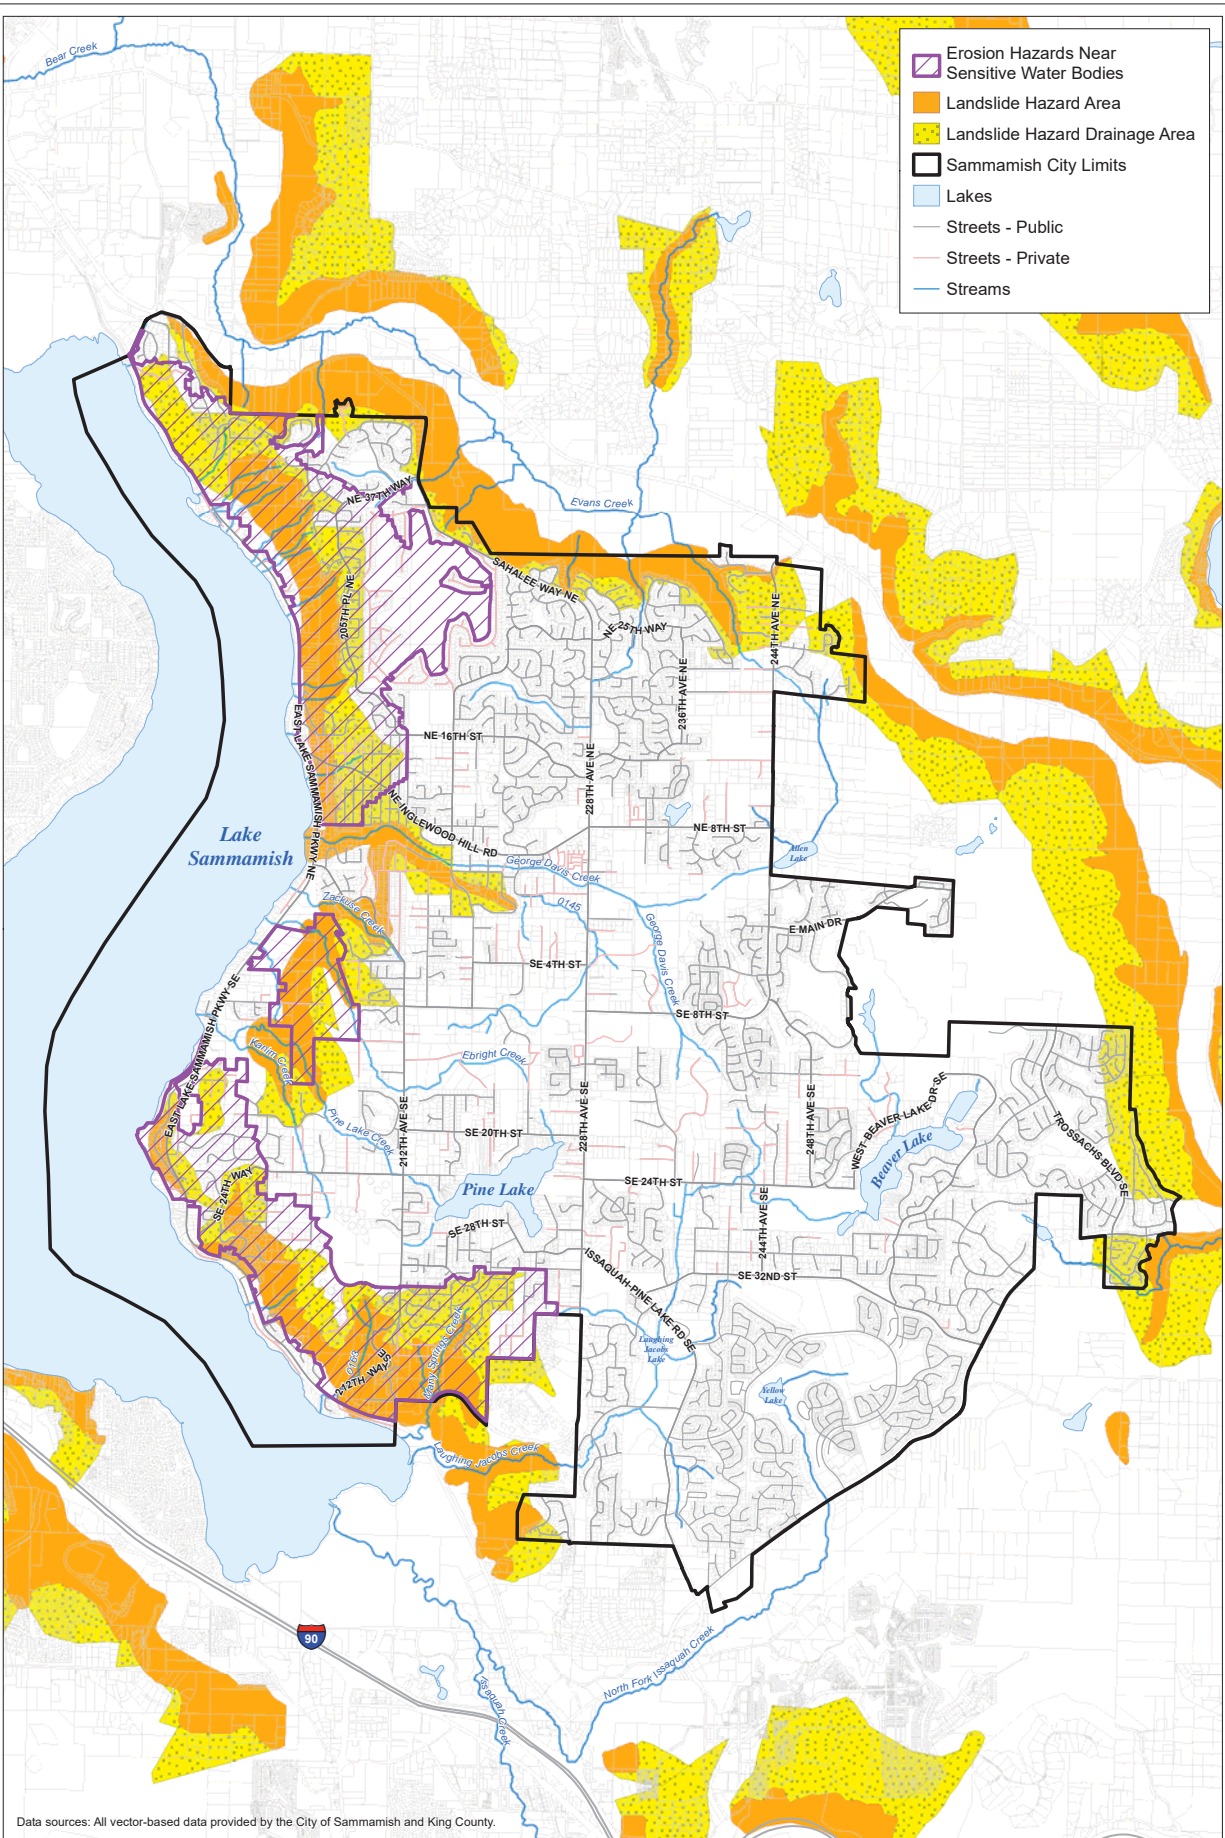 Bear Creek
Erosion Hazards Near
Sensitive Water Bodies
Landslide Hazard Area
Landslide Hazard Drainage Area
Sammamish City Limits
Lakes
Streets - Public
Streets - Private
Streams
NE 37TH WAY
Evans Creek
SAHALEE WAY NE
205TH PL NE
NE 25TH WAY
244TH AVE NE
236TH AVE NE
EAST LAKE SAMMAMISH PKWY NE
NE 16TH ST
228TH AVE NE
Lake
Sammamish
NE INGLEWOOD HILL RD
NE 8TH ST
George Davis Creek
Allen
Lake
Zackuse Creek
0145
George Davis Creek
E MAIN DR
SE 4TH ST
EAST LAKE SAMMAMISH PKWY SE
SE 8TH ST
Kanim Creek
Ebright Creek
Pine Lake Creek
212TH AVE SE
SE 20TH ST
228TH AVE SE
248TH AVE SE
WEST BEAVER LAKE DR SE
Beaver Lake
TROSSACHS BLVD SE
SE 24TH WAY
Pine Lake
SE 24TH ST
244TH AVE SE
SE 28TH ST
ISSAQUAH-PINE LAKE RD SE
SE 32ND ST
Many Springs Creek
0163
212TH WAY SE
Laughing
Jacobs
Lake
Yellow
Lake
Laughing Jacobs Creek
90
North Fork Issaquah Creek
Issaquah Creek
Data sources: All vector-based data provided by the City of Sammamish and King County.